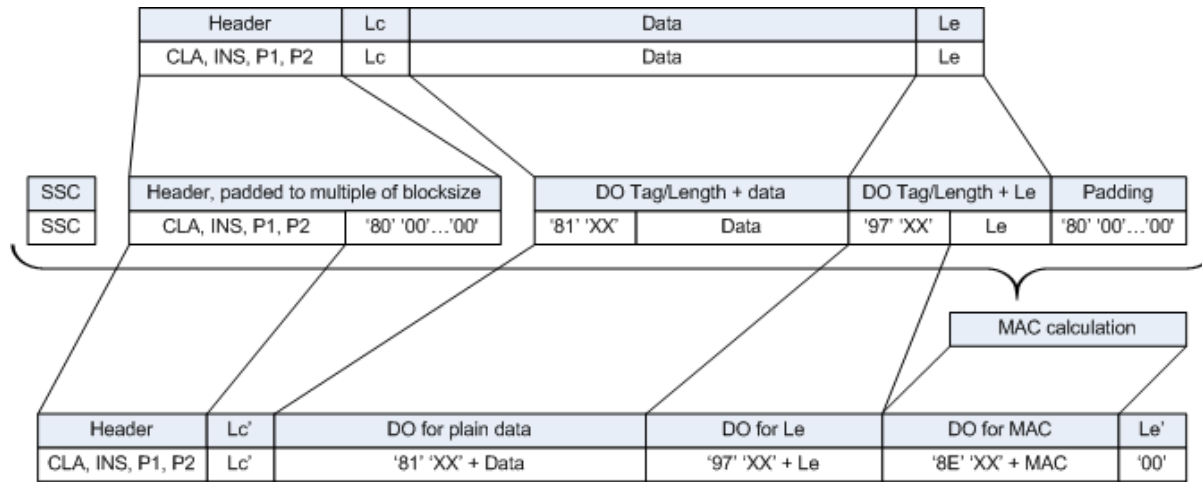 Header Lc Data Le
CLA, INS, P1, P2 Lc Data Le
SSC Header, padded to multiple of blocksize DO Tag/Length + data DO Tag/Length + Le Padding
SSC CLA, INS, P1, P2 '80' '00'...'00' '81' 'XX' Data '97' 'XX' Le '80' '00'...'00'
MAC calculation
Header Lc' DO for plain data DO for Le DO for MAC Le'
CLA, INS, P1, P2 Lc' '81' 'XX' + Data '97' 'XX' + Le '8E' 'XX' + MAC '00'